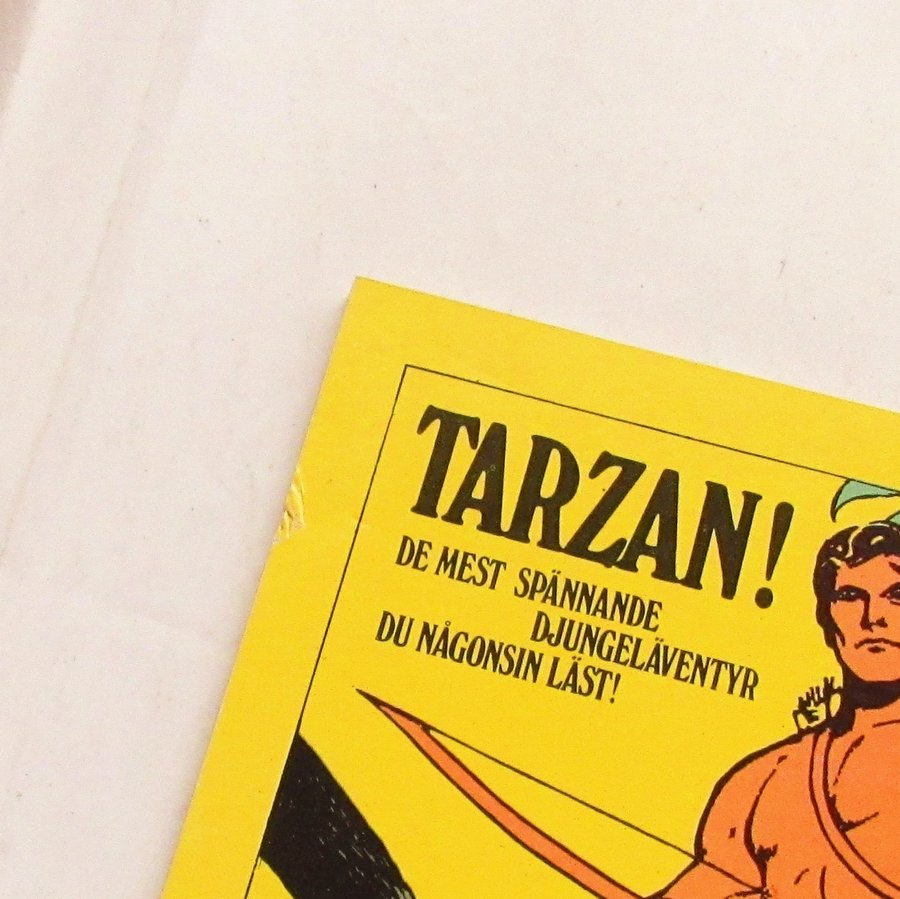 TARZAN!
DE MEST SPÄNNANDE
DJUNGELÄVENTYR
DU NÅGONSIN LÄST!